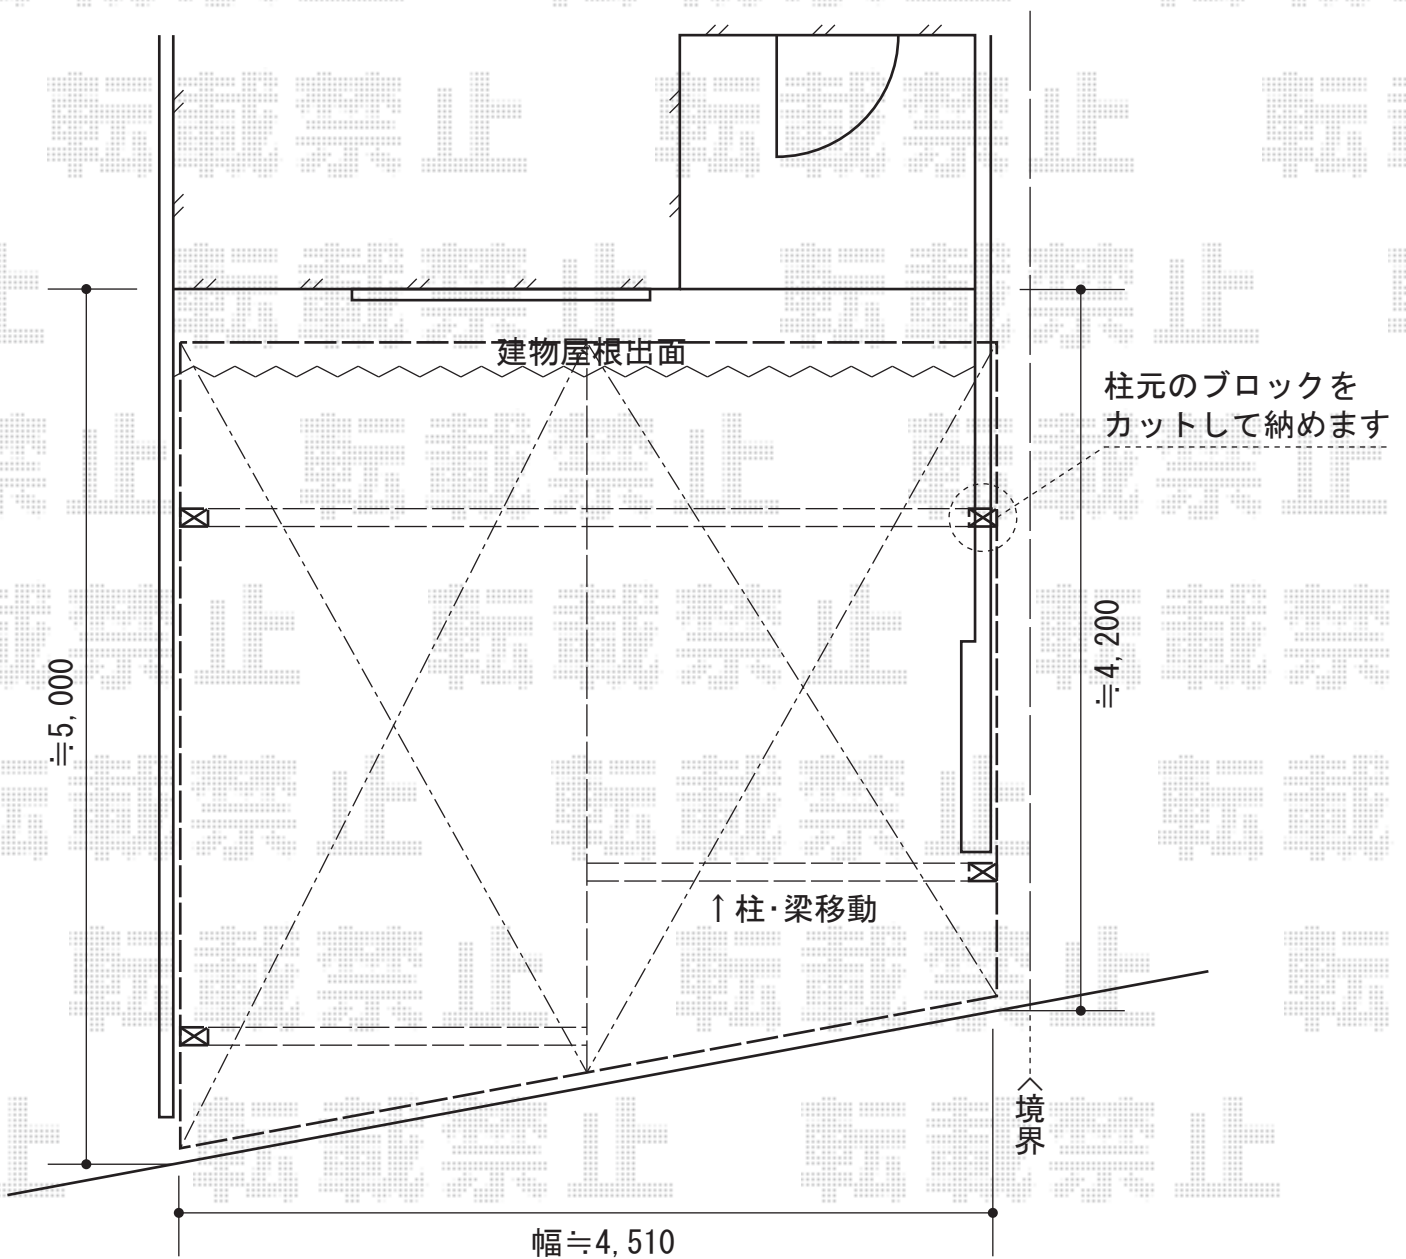 建物屋根出面
柱元のブロックを
カットして納めます
≒5,000
≒4,200
↑柱・梁移動
境界
幅≒4,510
転載禁止